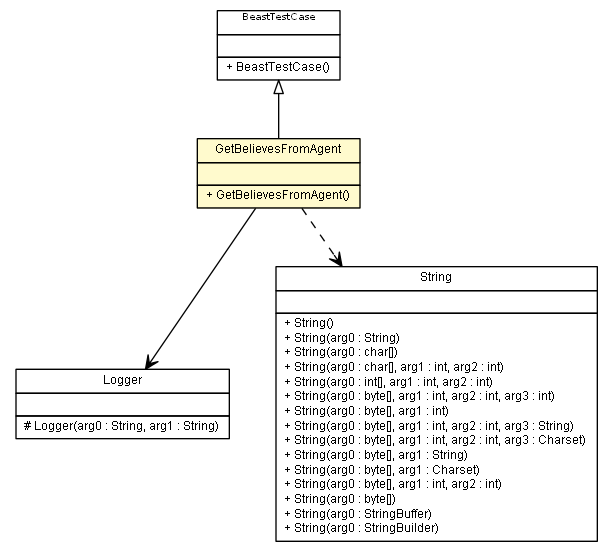 BeastTestCase
+ BeastTestCase()
GetBelievesFromAgent
+ GetBelievesFromAgent()
String
+ String()
+ String(arg0 : String)
+ String(arg0 : char[])
+ String(arg0 : char[], arg1 : int, arg2 : int)
+ String(arg0 : int[], arg1 : int, arg2 : int)
+ String(arg0 : byte[], arg1 : int, arg2 : int, arg3 : int)
+ String(arg0 : byte[], arg1 : int)
+ String(arg0 : byte[], arg1 : int, arg2 : int, arg3 : String)
+ String(arg0 : byte[], arg1 : int, arg2 : int, arg3 : Charset)
+ String(arg0 : byte[], arg1 : String)
+ String(arg0 : byte[], arg1 : Charset)
+ String(arg0 : byte[], arg1 : int, arg2 : int)
+ String(arg0 : byte[])
+ String(arg0 : StringBuffer)
+ String(arg0 : StringBuilder)
Logger
# Logger(arg0 : String, arg1 : String)